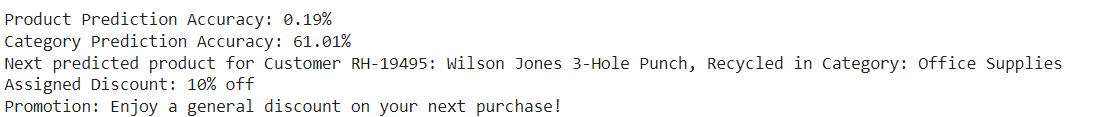 Product Prediction Accuracy: 0.19%
Category Prediction Accuracy: 61.01%
Next predicted product for Customer RH-19495: Wilson Jones 3-Hole Punch, Recycled in Category: Office Supplies
Assigned Discount: 10% off
Promotion: Enjoy a general discount on your next purchase!